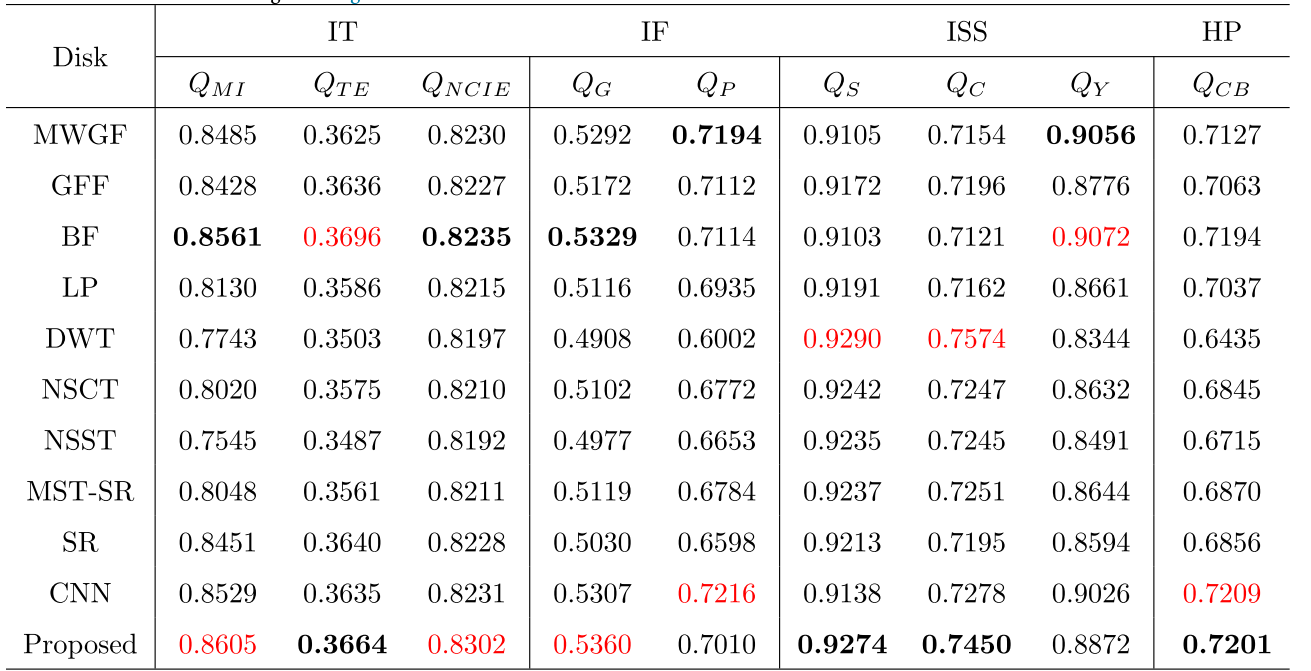 Disk IT IF ISS HP
Q_MI Q_TE Q_NCIE Q_G Q_P Q_S Q_C Q_Y Q_CB
MWGF 0.8485 0.3625 0.8230 0.5292 0.7194 0.9105 0.7154 0.9056 0.7127
GFF 0.8428 0.3636 0.8227 0.5172 0.7112 0.9172 0.7196 0.8776 0.7063
BF 0.8561 0.3696 0.8235 0.5329 0.7114 0.9103 0.7121 0.9072 0.7194
LP 0.8130 0.3586 0.8215 0.5116 0.6935 0.9191 0.7162 0.8661 0.7037
DWT 0.7743 0.3503 0.8197 0.4908 0.6002 0.9290 0.7574 0.8344 0.6435
NSCT 0.8020 0.3575 0.8210 0.5102 0.6772 0.9242 0.7247 0.8632 0.6845
NSST 0.7545 0.3487 0.8192 0.4977 0.6653 0.9235 0.7245 0.8491 0.6715
MST-SR 0.8048 0.3561 0.8211 0.5119 0.6784 0.9237 0.7251 0.8644 0.6870
SR 0.8451 0.3640 0.8228 0.5030 0.6598 0.9213 0.7195 0.8594 0.6856
CNN 0.8529 0.3635 0.8231 0.5307 0.7216 0.9138 0.7278 0.9026 0.7209
Proposed 0.8605 0.3664 0.8302 0.5360 0.7010 0.9274 0.7450 0.8872 0.7201